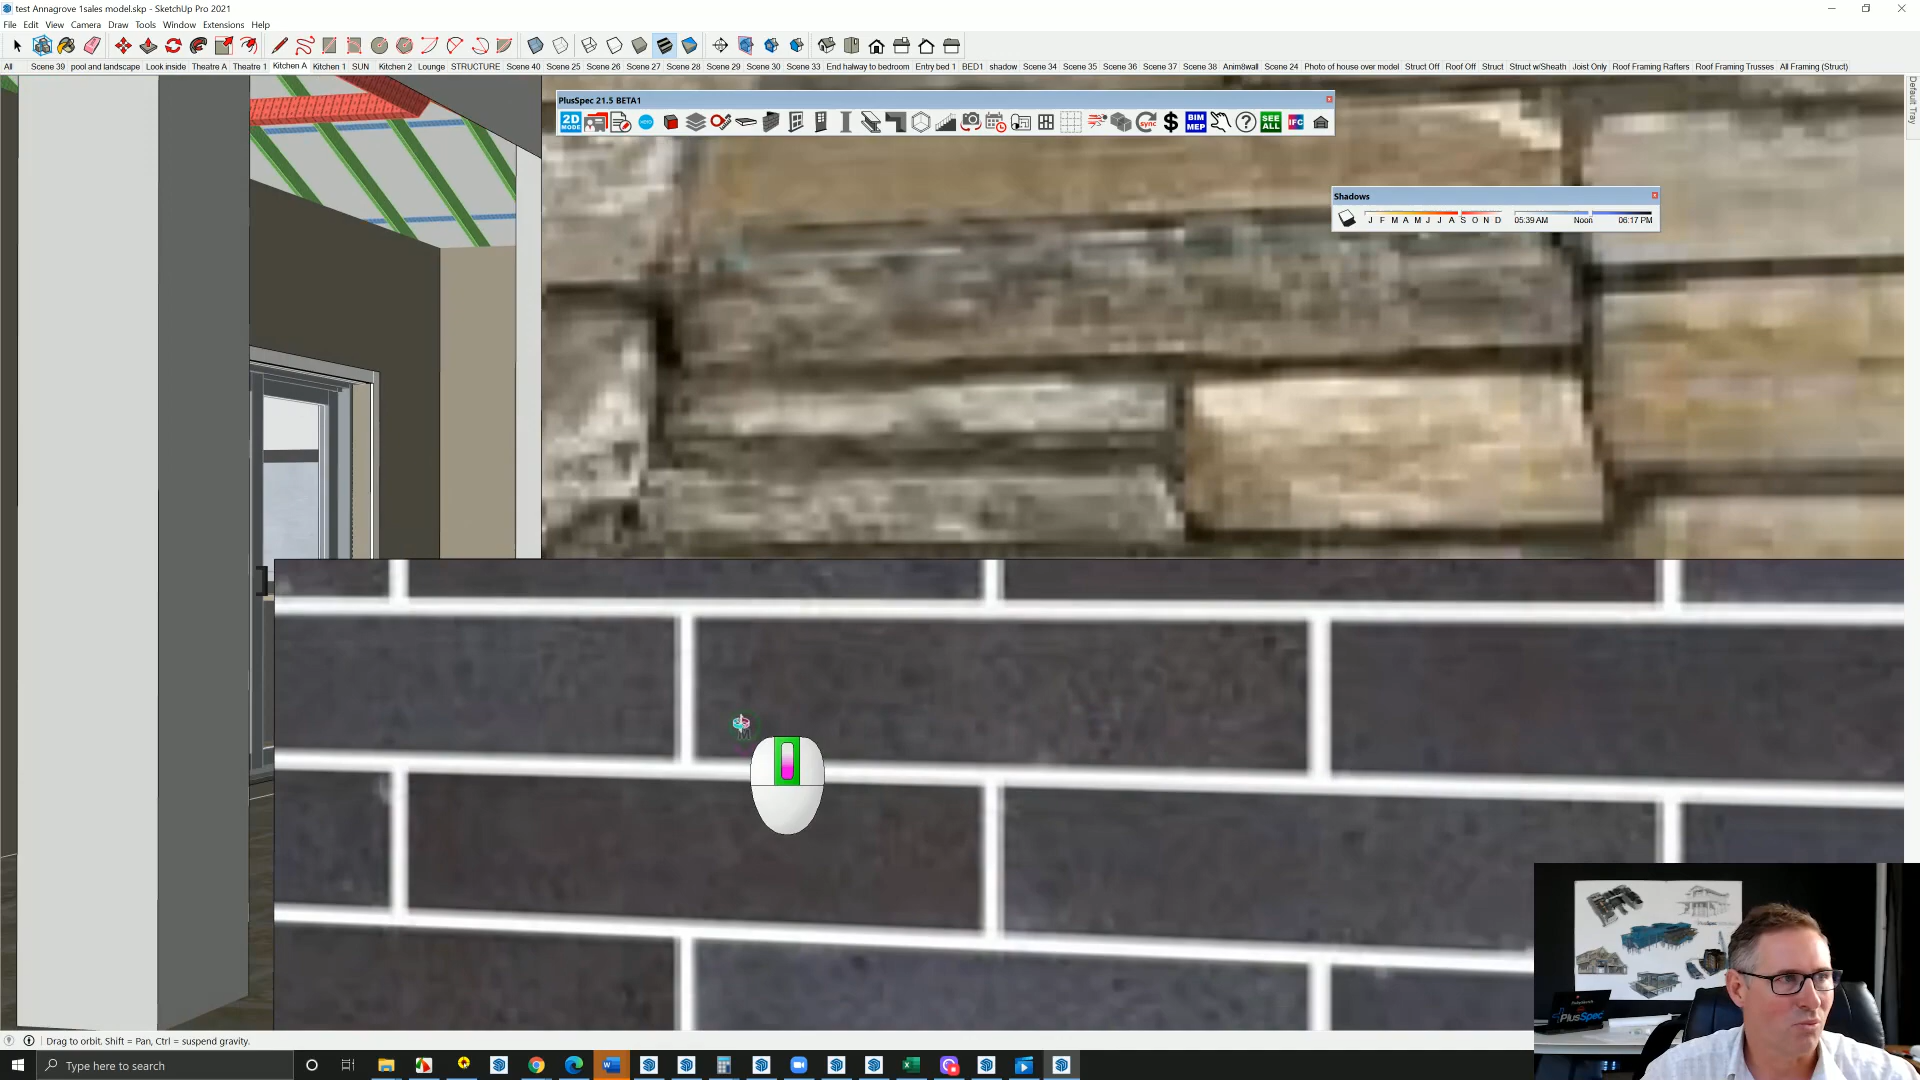 test Annagrove 1sales model.skp - SketchUp Pro 2021
File Edit View Camera Draw Tools Window Extensions Help
All Scene 39 pool and landscape Look inside Theatre A Theatre 1 Kitchen A Kitchen 1 SUN Kitchen 2 Lounge STRUCTURE Scene 40 Scene 25 Scene 26 Scene 27 Scene 28 Scene 29 Scene 30 Scene 33 End halway to bedroom Entry bed 1 BED1 shadow Scene 34 Scene 35 Scene 36 Scene 37 Scene 38 Anim8wall Scene 24 Photo of house over model Struct Off Roof Off Struct Struct w/Sheath Joist Only Roof Framing Rafters Roof Framing Trusses All Framing (Struct)
Default Tray
PlusSpec 21.5 BETA1
2D MODE $ BIM MEP ? SEE ALL IFC
sync
Shadows
J F M A M J J A S O N D 05:39 AM Noon 06:17 PM
PlusSpec
Drag to orbit. Shift = Pan, Ctrl = suspend gravity.
Type here to search